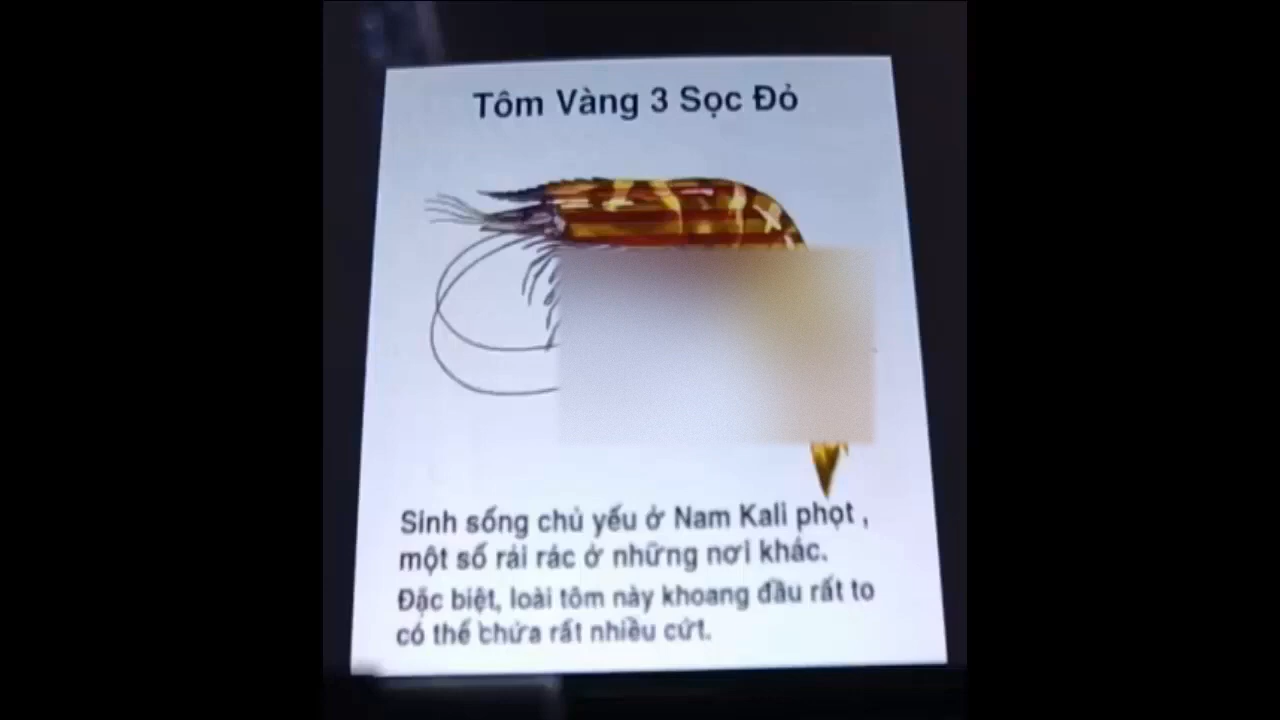 Tôm Vàng 3 Sọc Đỏ
Sinh sống chủ yếu ở Nam Kali phọt ,
một số rải rác ở những nơi khác.
Đặc biệt, loài tôm này khoang đầu rất to
có thể chứa rất nhiều cứt.